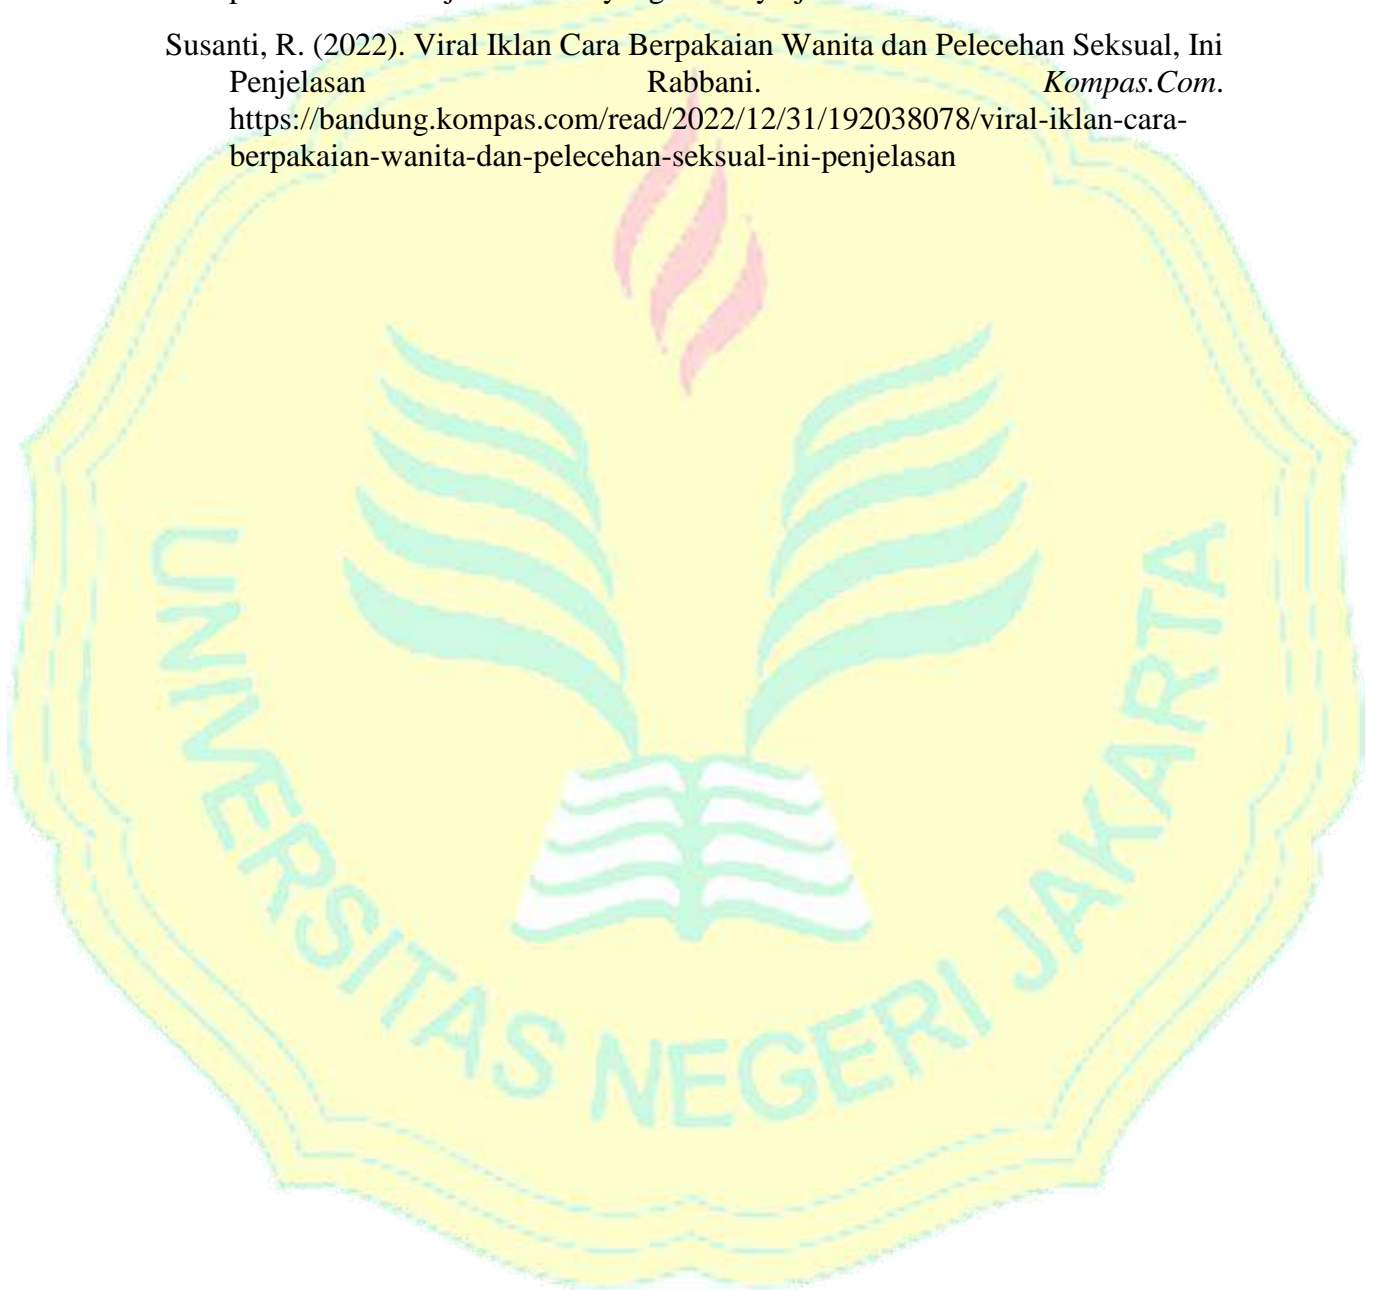 Susanti, R. (2022). Viral Iklan Cara Berpakaian Wanita dan Pelecehan Seksual, Ini
Penjelasan Rabbani. Kompas.Com.
https://bandung.kompas.com/read/2022/12/31/192038078/viral-iklan-cara-
berpakaian-wanita-dan-pelecehan-seksual-ini-penjelasan
UNIVERSITAS NEGERI JAKARTA